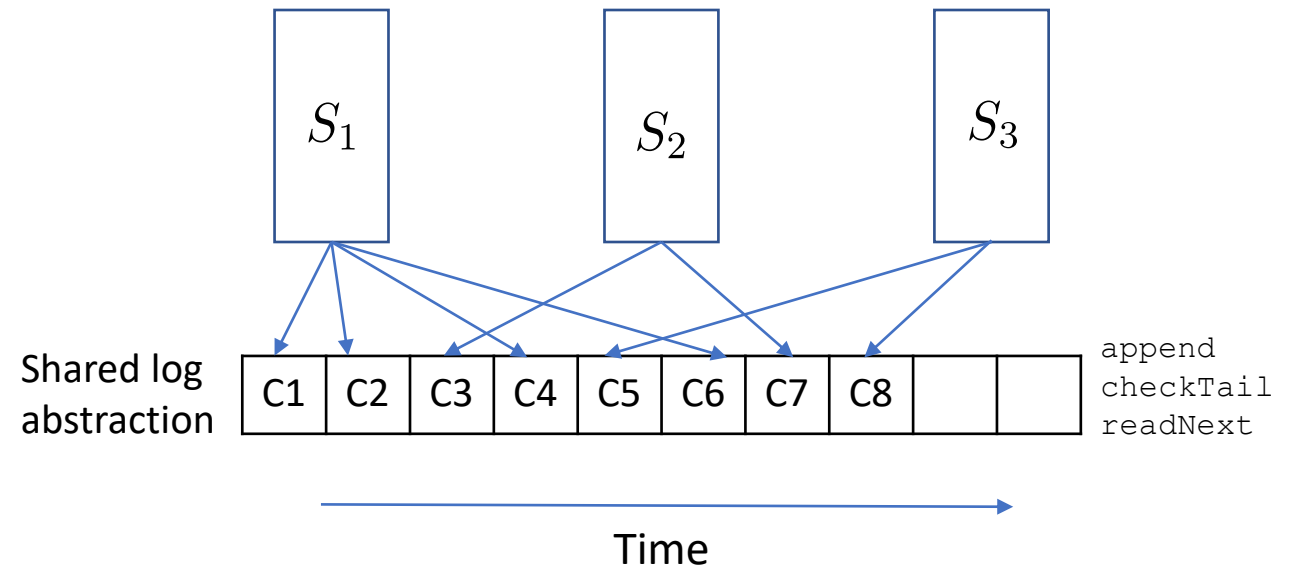 S₁
S₂
S₃
Shared log
abstraction
C1 C2 C3 C4 C5 C6 C7 C8
append
checkTail
readNext
Time